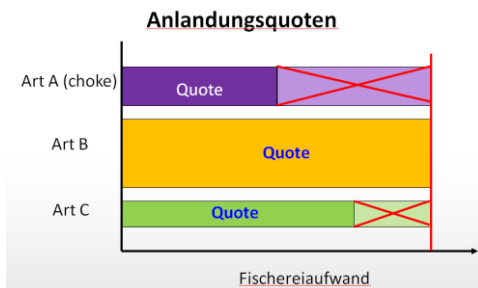 Anlandungsquoten
Art A (choke)
Quote
Art B
Quote
Art C
Quote
Fischereiaufwand